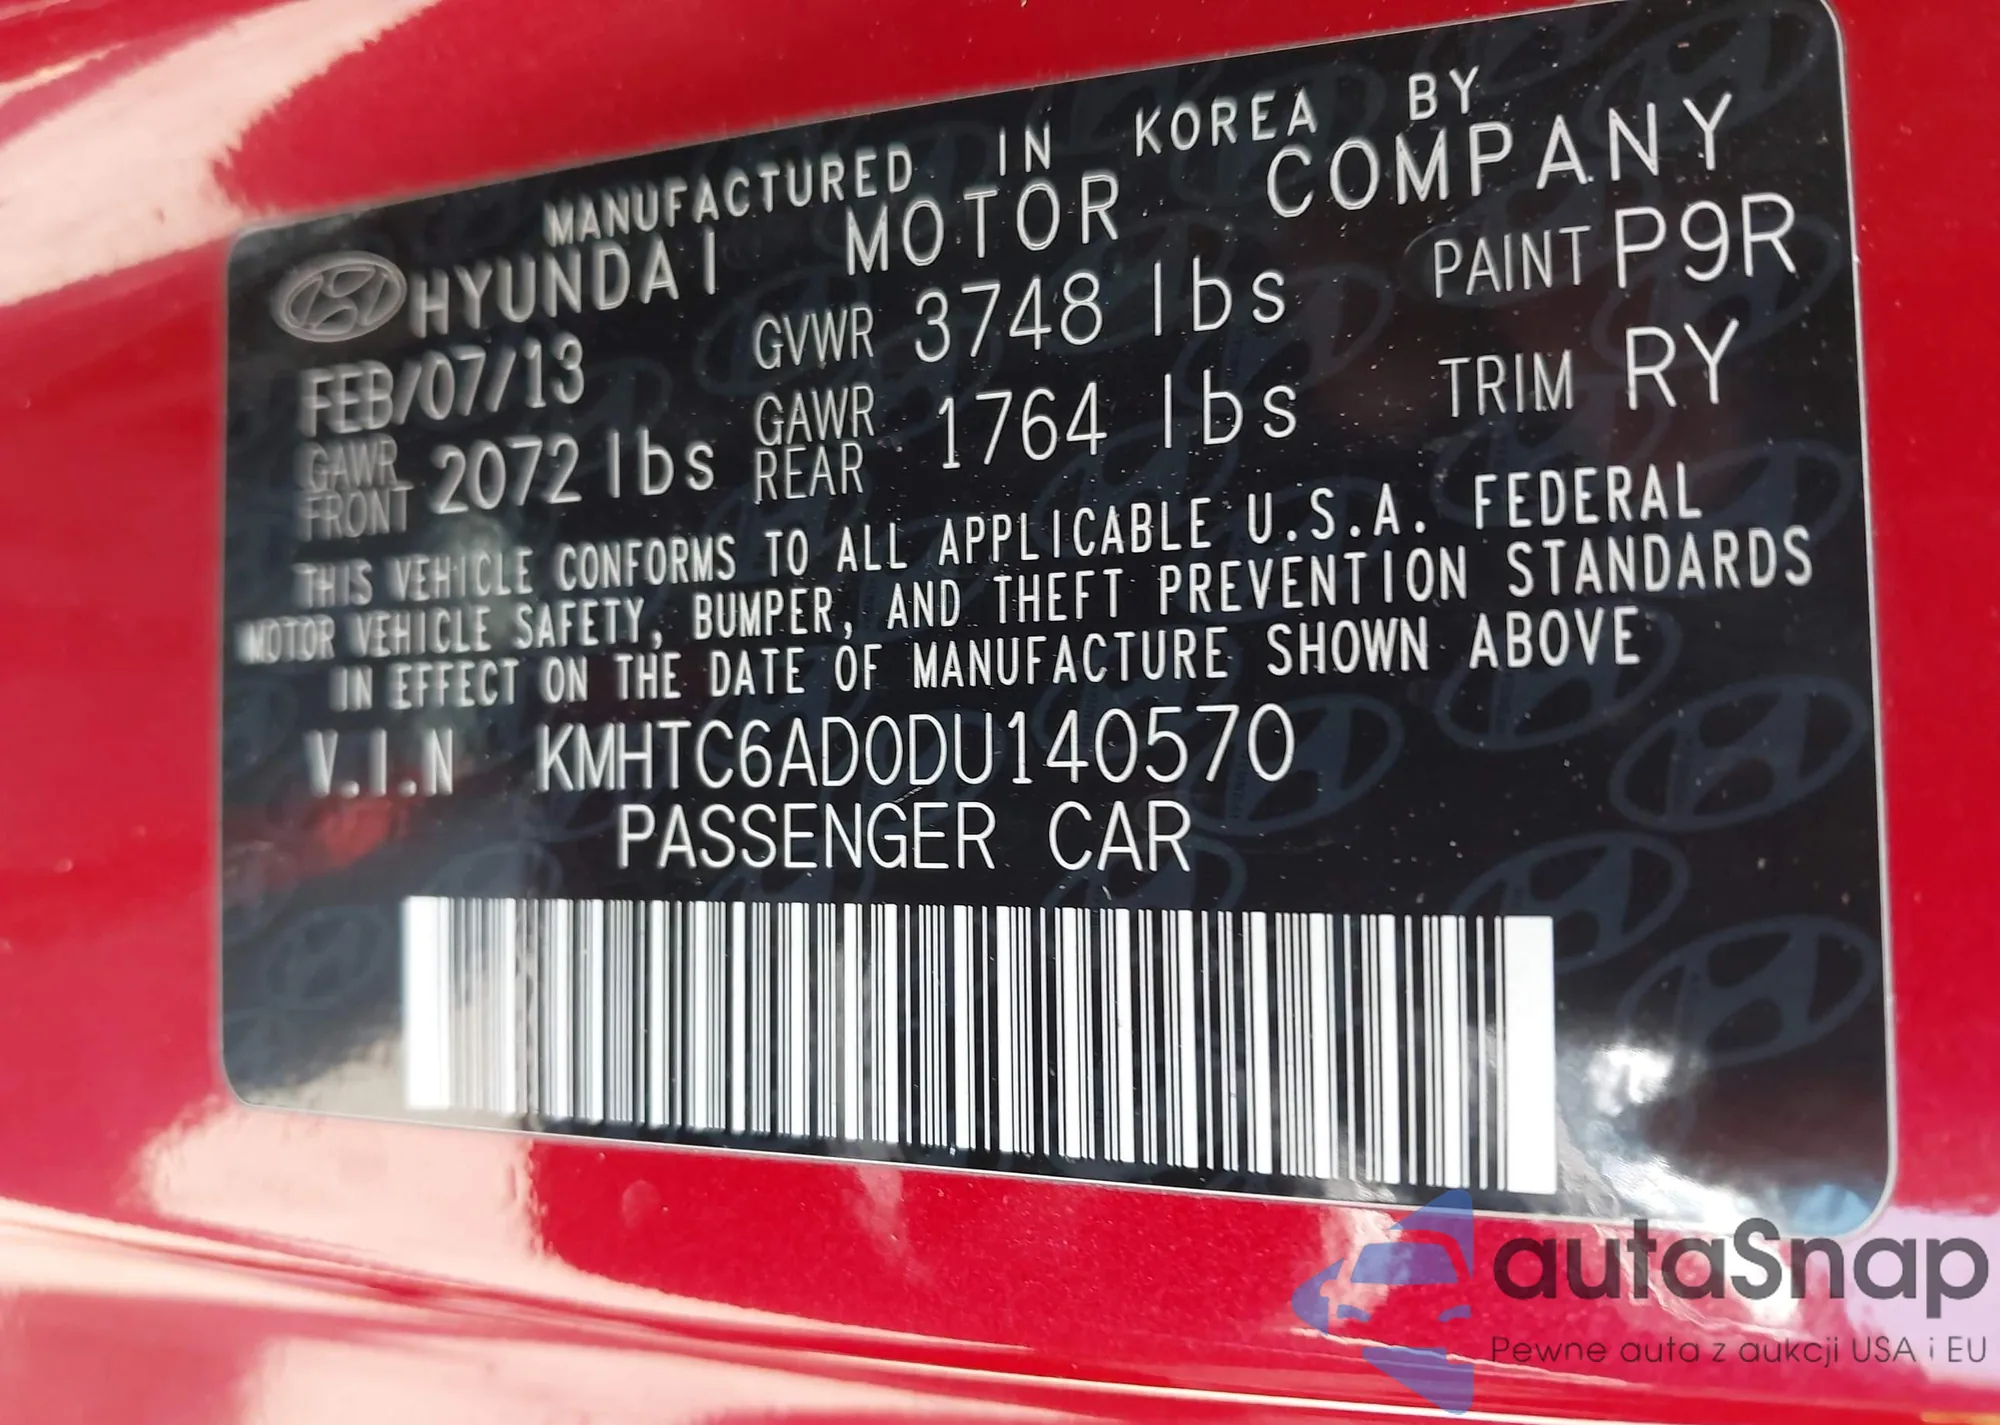 MANUFACTURED IN KOREA BY
HYUNDAI MOTOR COMPANY
FEB/07/13 GVWR 3748 lbs PAINT P9R
GAWR FRONT 2072 lbs GAWR REAR 1764 lbs TRIM RY
THIS VEHICLE CONFORMS TO ALL APPLICABLE U.S.A. FEDERAL
MOTOR VEHICLE SAFETY, BUMPER, AND THEFT PREVENTION STANDARDS
IN EFFECT ON THE DATE OF MANUFACTURE SHOWN ABOVE
V.I.N KMHTC6AD0DU140570
PASSENGER CAR
autaSnap
Pewne auta z aukcji USA i EU